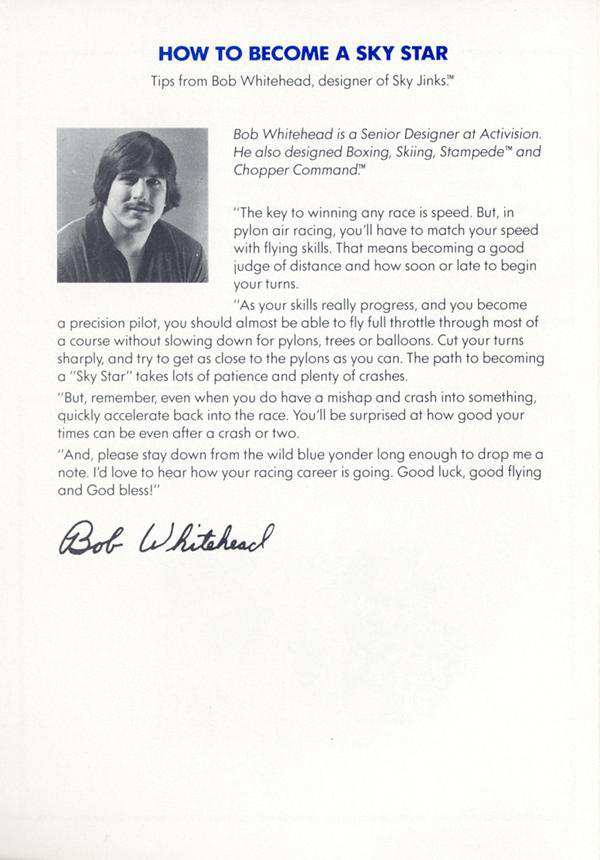 HOW TO BECOME A SKY STAR
Tips from Bob Whitehead, designer of Sky Jinks.™
Bob Whitehead is a Senior Designer at Activision.
He also designed Boxing, Skiing, Stampede™ and
Chopper Command.™
"The key to winning any race is speed. But, in
pylon air racing, you'll have to match your speed
with flying skills. That means becoming a good
judge of distance and how soon or late to begin
your turns.
"As your skills really progress, and you become
a precision pilot, you should almost be able to fly full throttle through most of
a course without slowing down for pylons, trees or balloons. Cut your turns
sharply, and try to get as close to the pylons as you can. The path to becoming
a "Sky Star" takes lots of patience and plenty of crashes.
"But, remember, even when you do have a mishap and crash into something,
quickly accelerate back into the race. You'll be surprised at how good your
times can be even after a crash or two.
"And, please stay down from the wild blue yonder long enough to drop me a
note. I'd love to hear how your racing career is going. Good luck, good flying
and God bless!"
Bob Whitehead